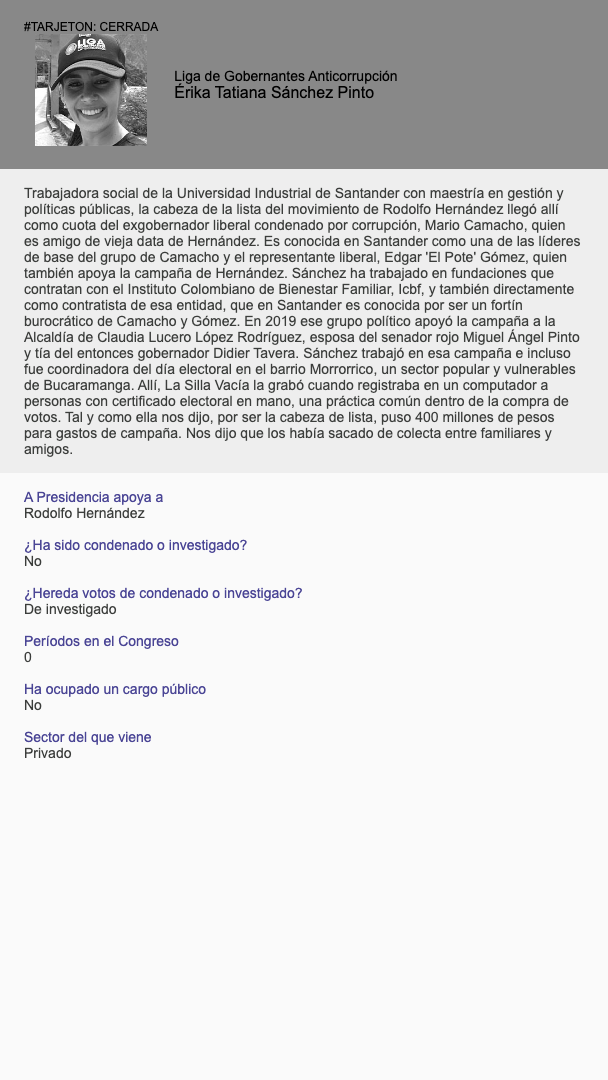 #TARJETON: CERRADA
LIGA
Liga de Gobernantes Anticorrupción
Érika Tatiana Sánchez Pinto
Trabajadora social de la Universidad Industrial de Santander con maestría en gestión y
políticas públicas, la cabeza de la lista del movimiento de Rodolfo Hernández llegó allí
como cuota del exgobernador liberal condenado por corrupción, Mario Camacho, quien
es amigo de vieja data de Hernández. Es conocida en Santander como una de las líderes
de base del grupo de Camacho y el representante liberal, Edgar 'El Pote' Gómez, quien
también apoya la campaña de Hernández. Sánchez ha trabajado en fundaciones que
contratan con el Instituto Colombiano de Bienestar Familiar, Icbf, y también directamente
como contratista de esa entidad, que en Santander es conocida por ser un fortín
burocrático de Camacho y Gómez. En 2019 ese grupo político apoyó la campaña a la
Alcaldía de Claudia Lucero López Rodríguez, esposa del senador rojo Miguel Ángel Pinto
y tía del entonces gobernador Didier Tavera. Sánchez trabajó en esa campaña e incluso
fue coordinadora del día electoral en el barrio Morrorrico, un sector popular y vulnerables
de Bucaramanga. Allí, La Silla Vacía la grabó cuando registraba en un computador a
personas con certificado electoral en mano, una práctica común dentro de la compra de
votos. Tal y como ella nos dijo, por ser la cabeza de lista, puso 400 millones de pesos
para gastos de campaña. Nos dijo que los había sacado de colecta entre familiares y
amigos.
A Presidencia apoya a
Rodolfo Hernández
¿Ha sido condenado o investigado?
No
¿Hereda votos de condenado o investigado?
De investigado
Períodos en el Congreso
0
Ha ocupado un cargo público
No
Sector del que viene
Privado